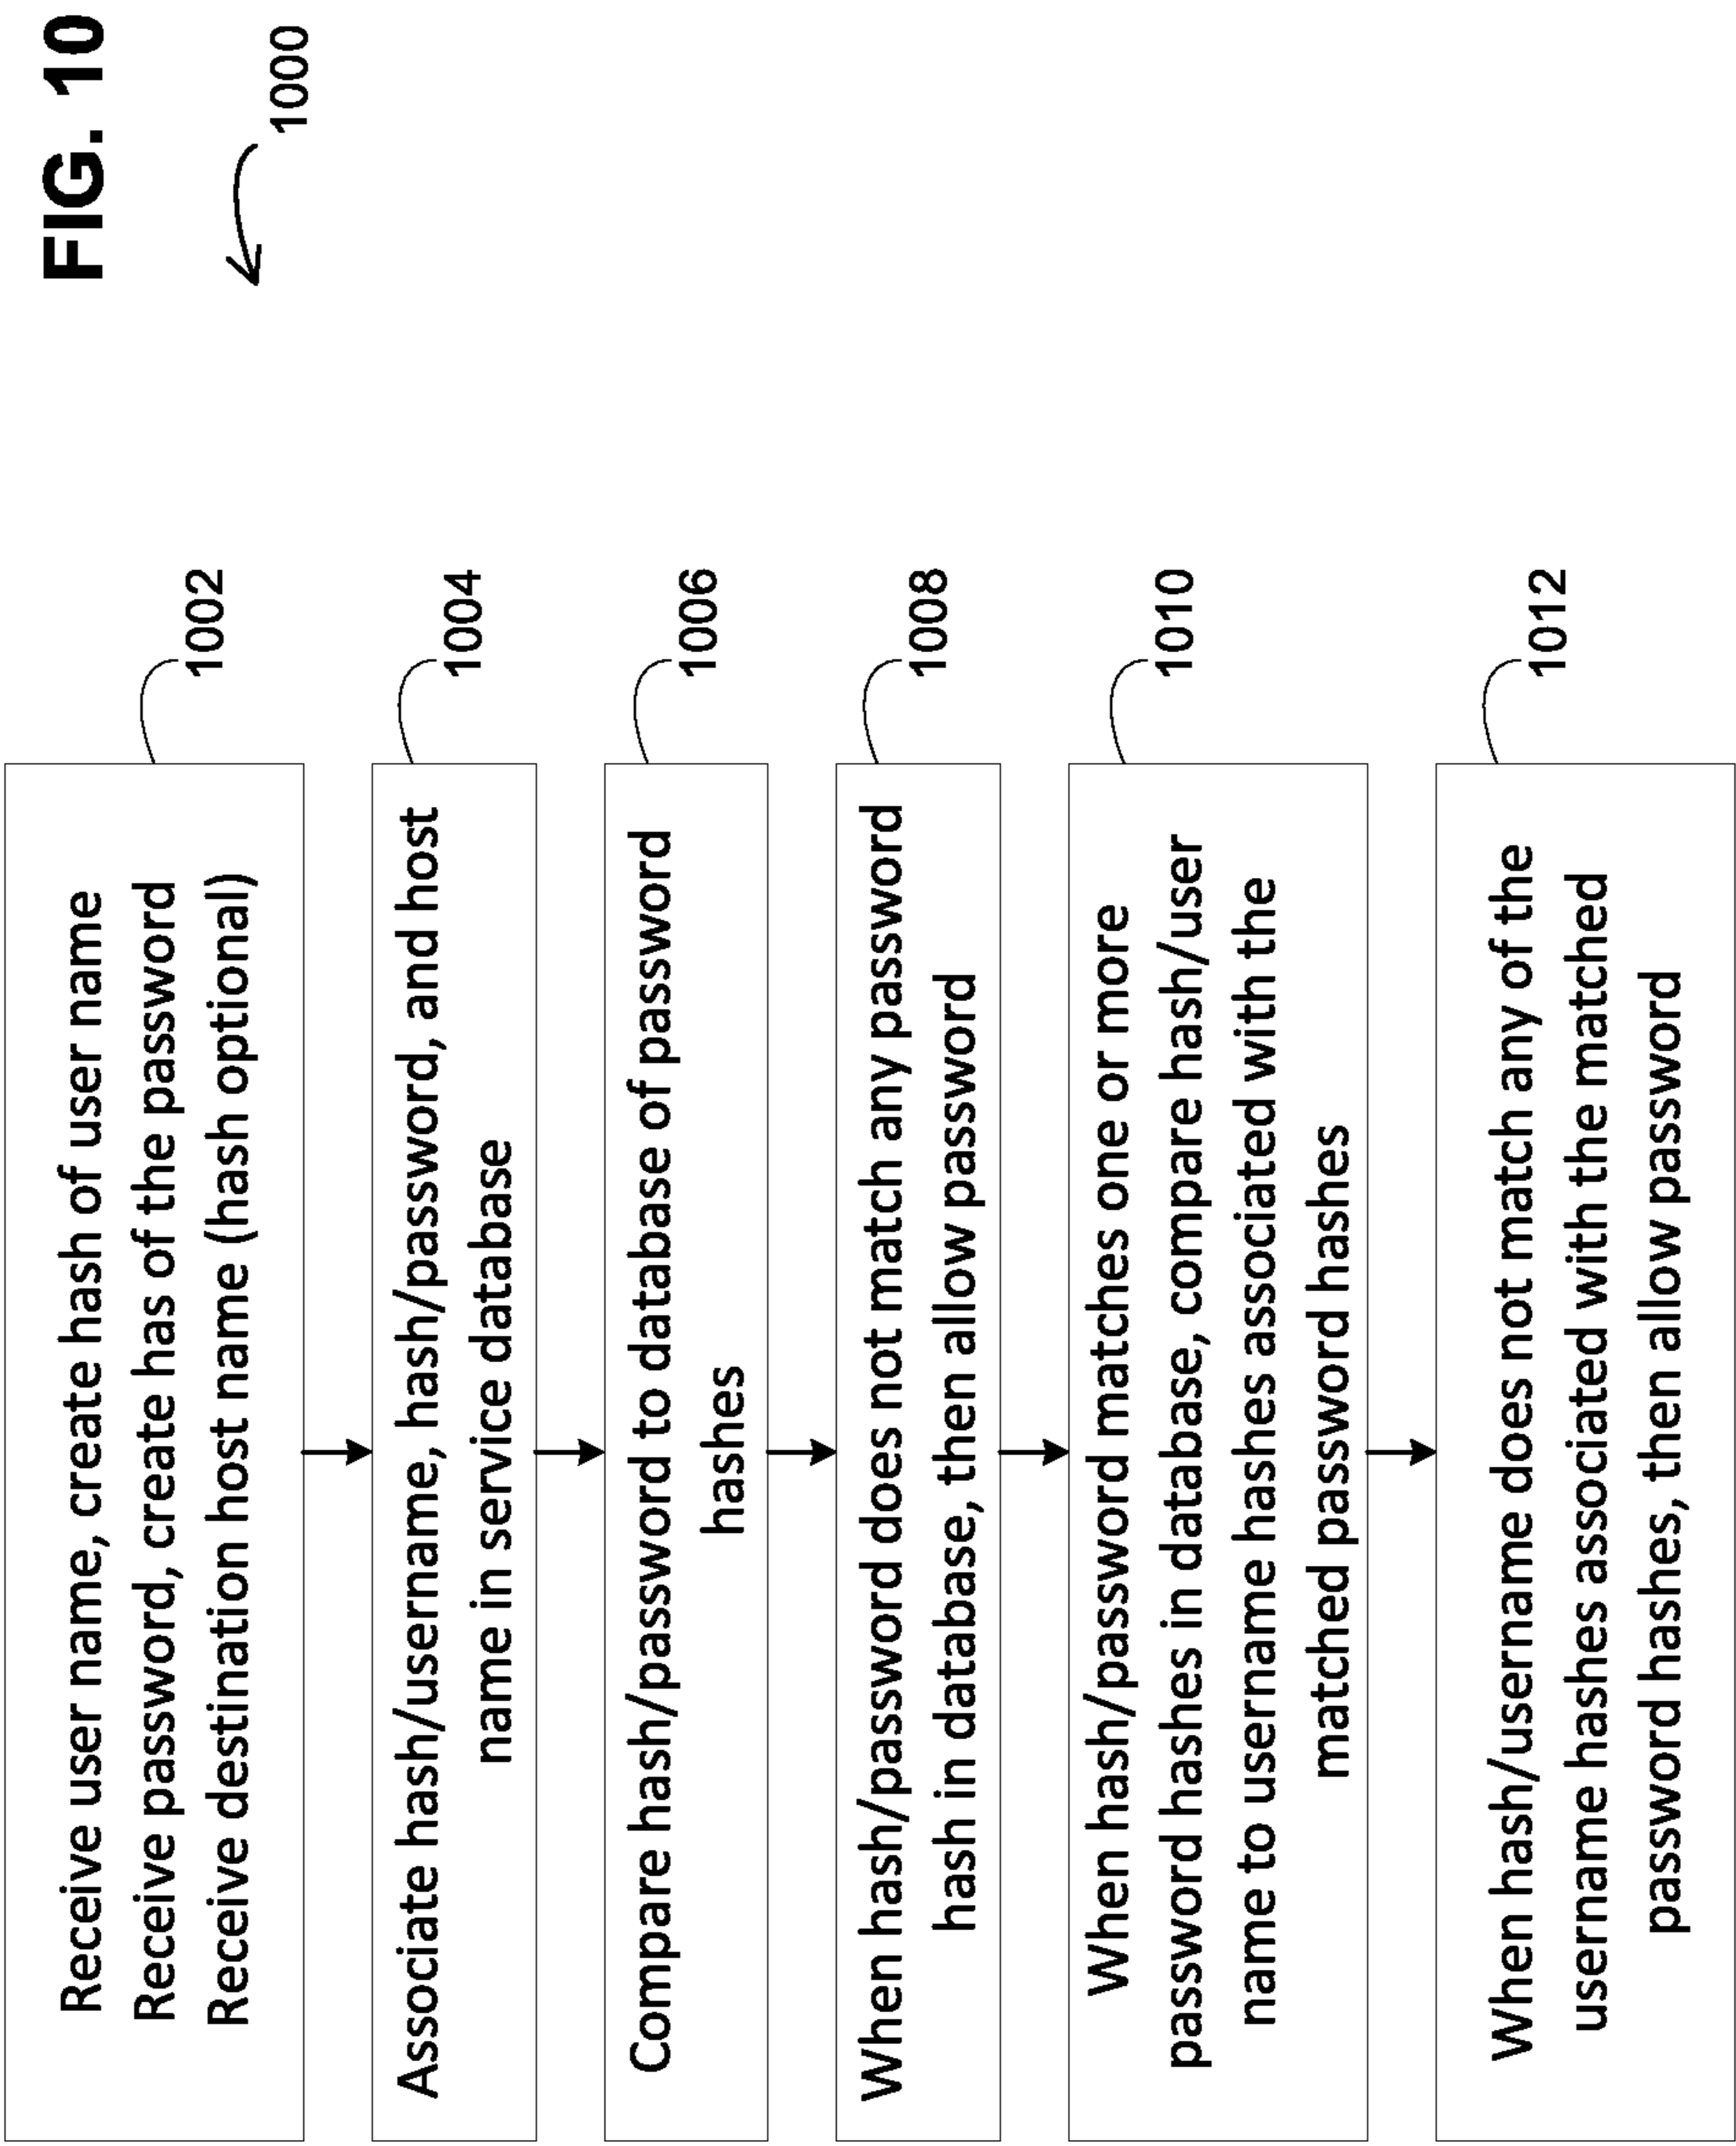 FIG. 10
1000
Receive user name, create hash of user name
Receive password, create has of the password
Receive destination host name (hash optional)
1002
Associate hash/username, hash/password, and host
name in service database
1004
Compare hash/password to database of password
hashes
1006
When hash/password does not match any password
hash in database, then allow password
1008
When hash/password matches one or more
password hashes in database, compare hash/user
name to username hashes associated with the
matched password hashes
1010
When hash/username does not match any of the
username hashes associated with the matched
password hashes, then allow password
1012